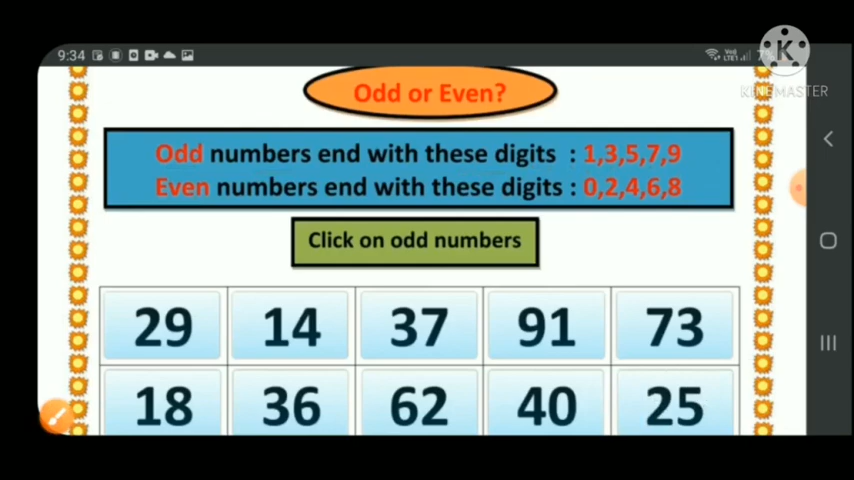 9:34
K
KINEMASTER
Odd or Even?
Odd numbers end with these digits : 1,3,5,7,9
Even numbers end with these digits : 0,2,4,6,8
Click on odd numbers
29 14 37 91 73
18 36 62 40 25